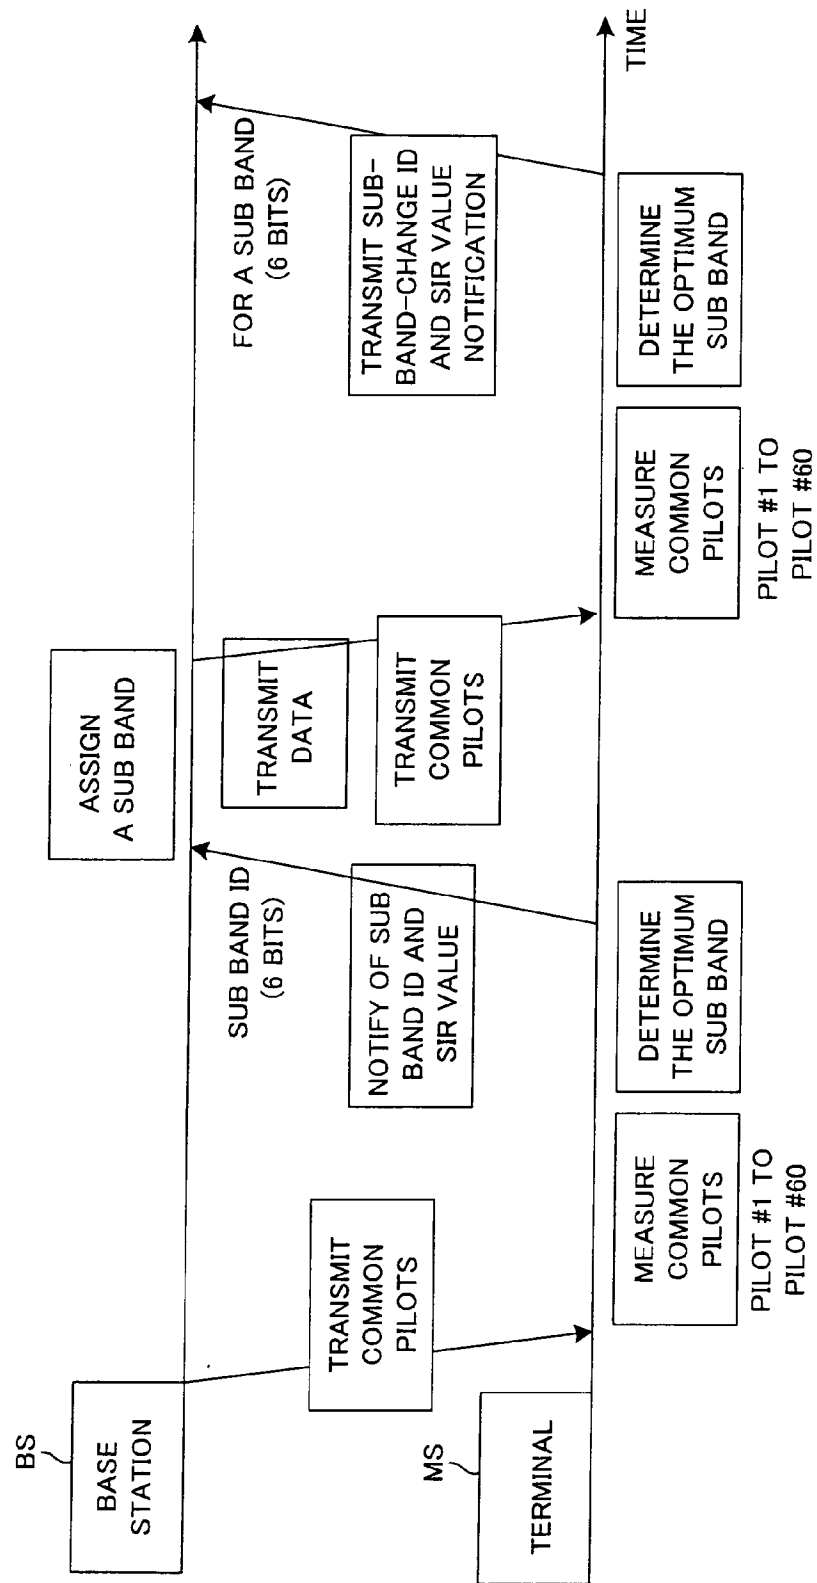 BS
BASE
STATION
ASSIGN
A SUB BAND
TRANSMIT
COMMON
PILOTS
SUB BAND ID
(6 BITS)
NOTIFY OF SUB
BAND ID AND
SIR VALUE
TRANSMIT
DATA
TRANSMIT
COMMON
PILOTS
FOR A SUB BAND
(6 BITS)
TRANSMIT SUB-
BAND-CHANGE ID
AND SIR VALUE
NOTIFICATION
MS
TERMINAL
TIME
MEASURE
COMMON
PILOTS
PILOT #1 TO
PILOT #60
DETERMINE
THE OPTIMUM
SUB BAND
MEASURE
COMMON
PILOTS
PILOT #1 TO
PILOT #60
DETERMINE
THE OPTIMUM
SUB BAND